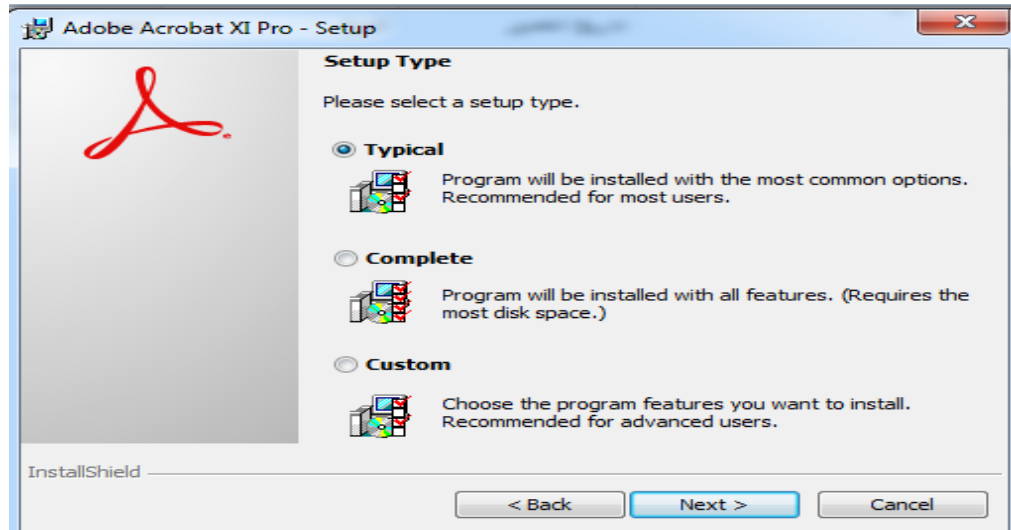 Adobe Acrobat XI Pro - Setup
Setup Type
Please select a setup type.
Typical
Program will be installed with the most common options.
Recommended for most users.
Complete
Program will be installed with all features. (Requires the
most disk space.)
Custom
Choose the program features you want to install.
Recommended for advanced users.
InstallShield
< Back
Next >
Cancel